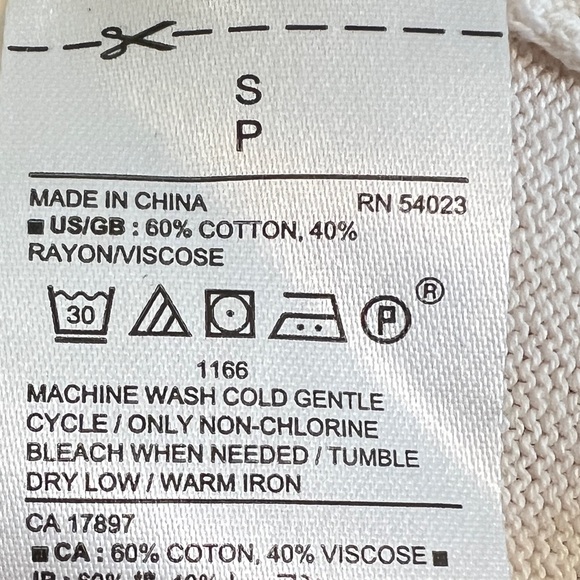 S
P
MADE IN CHINA RN 54023
■ US/GB : 60% COTTON, 40%
RAYON/VISCOSE
30 P ®
1166
MACHINE WASH COLD GENTLE
CYCLE / ONLY NON-CHLORINE
BLEACH WHEN NEEDED / TUMBLE
DRY LOW / WARM IRON
CA 17897
■ CA : 60% COTON, 40% VISCOSE ■